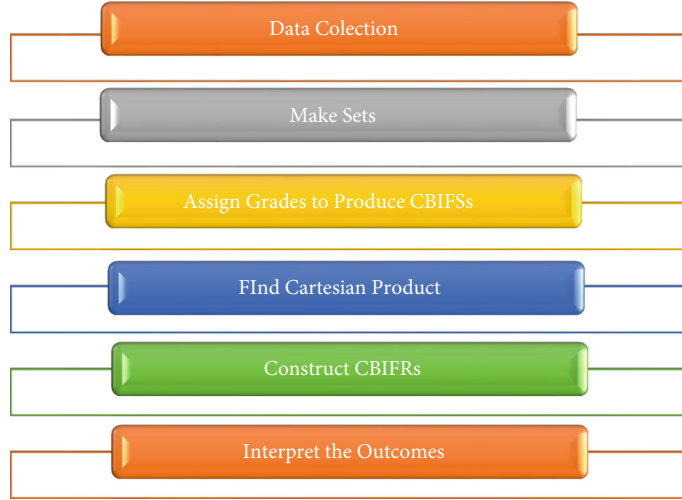 Data Colection
Make Sets
Assign Grades to Produce CBIFSs
FInd Cartesian Product
Construct CBIFRs
Interpret the Outcomes